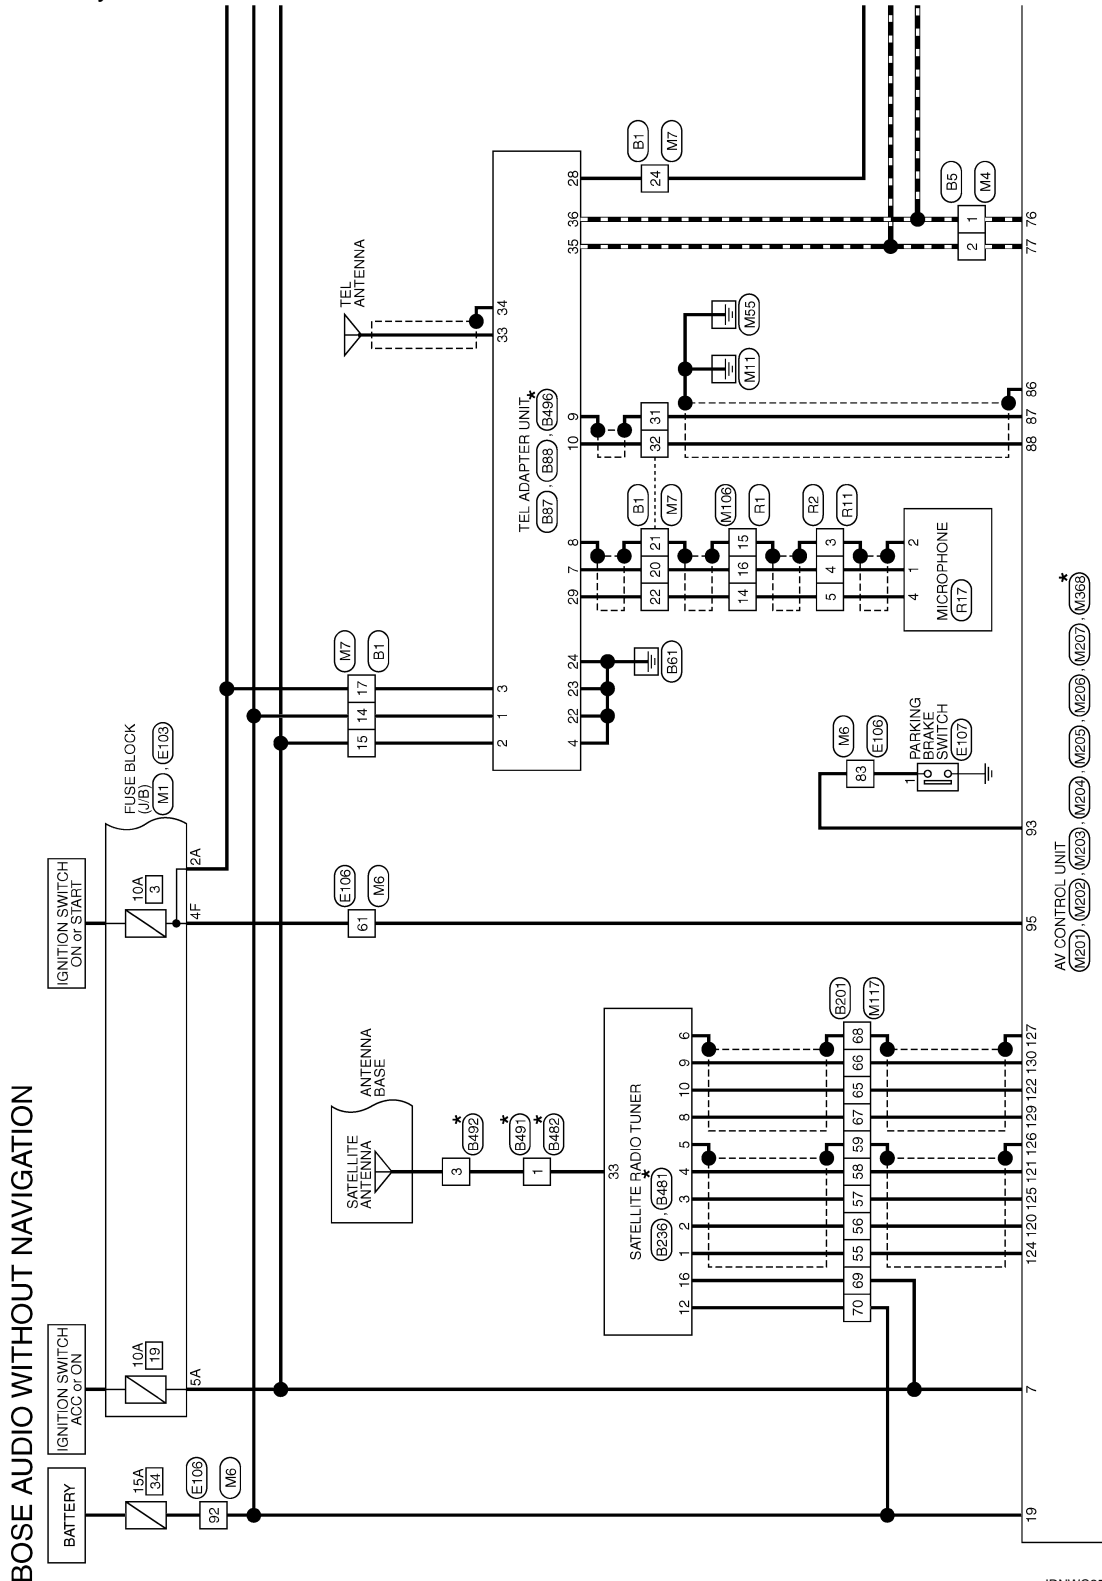 BOSE AUDIO WITHOUT NAVIGATION
BATTERY
IGNITION SWITCH
ACC or ON
IGNITION SWITCH
ON or START
15A
34
10A
19
10A
3
FUSE BLOCK
(J/B)
M1 , E103
E106
M6
92
5A
4F
2A
E106
M6
61
M7
B1
15 14 17
2 1 3
SATELLITE
ANTENNA
ANTENNA
BASE
3
* B492
1
* B491
* B482
33
SATELLITE RADIO TUNER
B236 , B481 *
12 16 1 2 3 4 5 8 10 9 6
70 69 55 56 57 58 59 67 65 66 68
B201
M117
TEL
ANTENNA
33 34
TEL ADAPTER UNIT
B87 , B88 , B496 *
4 22 23 24
B61
29 7 8
22 20 21
B1
M7
14 16 15
M106
R1
5 4 3
R2
R11
4 1 2
MICROPHONE
R17
10 9
32 31
M11
M55
35 36 28
24
B1
M7
2 1
B5
M4
83
M6
E106
1
PARKING
BRAKE
SWITCH
E107
19 7 124 120 125 121 126 129 122 130 127 95 93 88 87 86 77 76
AV CONTROL UNIT
M201 , M202 , M203 , M204 , M205 , M206 , M207 , M368 *